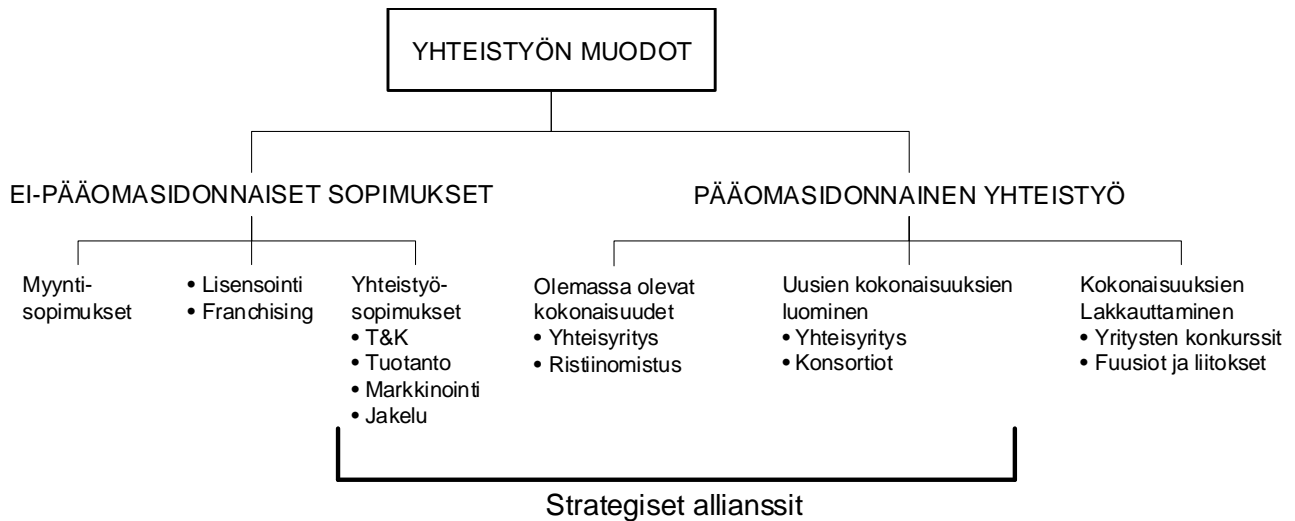 YHTEISTYÖN MUODOT
EI-PÄÄOMASIDONNAISET SOPIMUKSET
PÄÄOMASIDONNAINEN YHTEISTYÖ
Myynti-
sopimukset
• Lisensointi
• Franchising
Yhteistyö-
sopimukset
• T&K
• Tuotanto
• Markkinointi
• Jakelu
Olemassa olevat
kokonaisuudet
• Yhteisyritys
• Ristiinomistus
Uusien kokonaisuuksien
luominen
• Yhteisyritys
• Konsortiot
Kokonaisuuksien
Lakkauttaminen
• Yritysten konkurssit
• Fuusiot ja liitokset
Strategiset allianssit